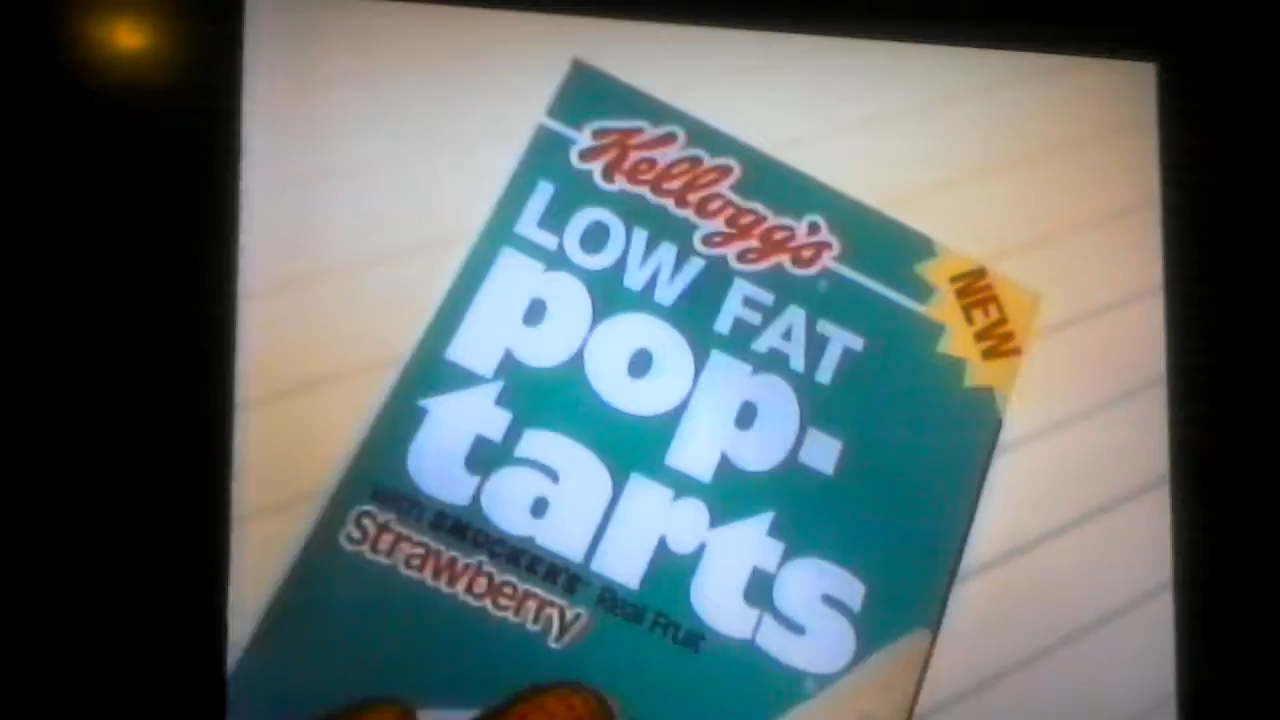 Kellogg's
NEW
LOW FAT
pop.
tarts
with SMUCKER'S Real Fruit
Strawberry